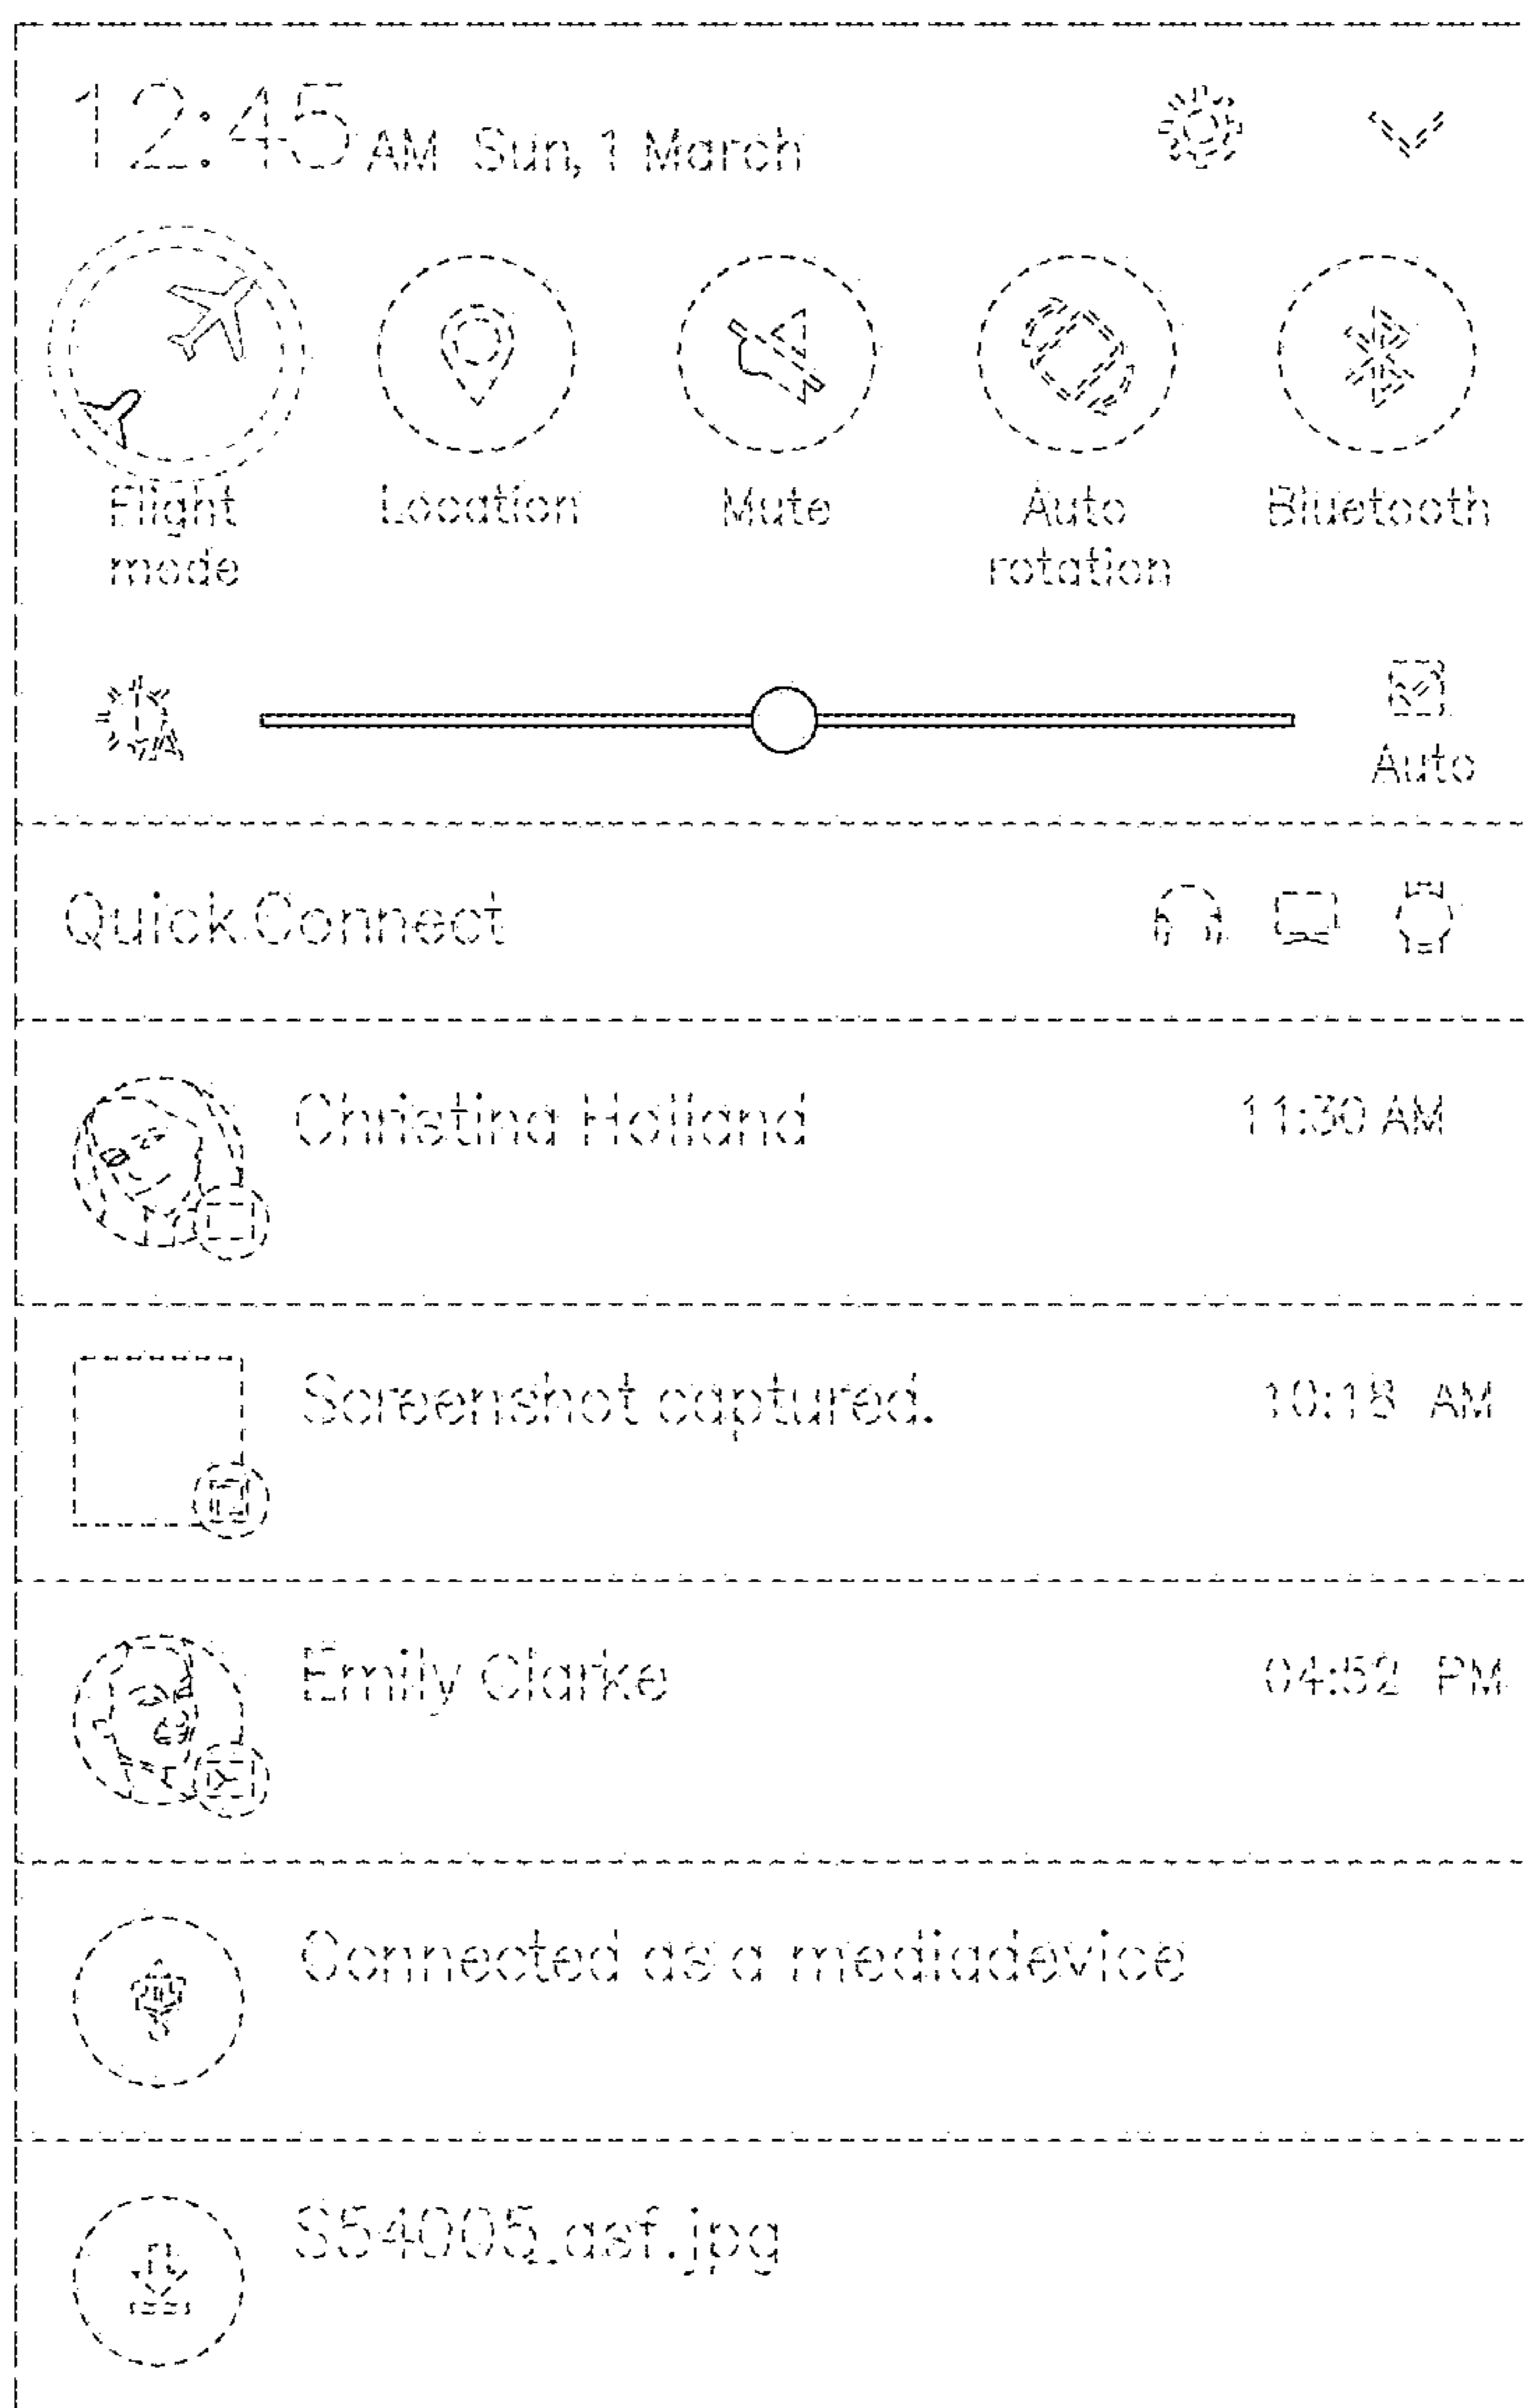 12:45 AM Sun, 1 March
Flight mode
Location
Mute
Auto rotation
Bluetooth
A
Auto
Quick Connect
Christina Holland 11:30 AM
Screenshot captured. 10:18 AM
Emily Clarke 04:52 PM
Connected as a mediadevice
S54005_asf.jpg